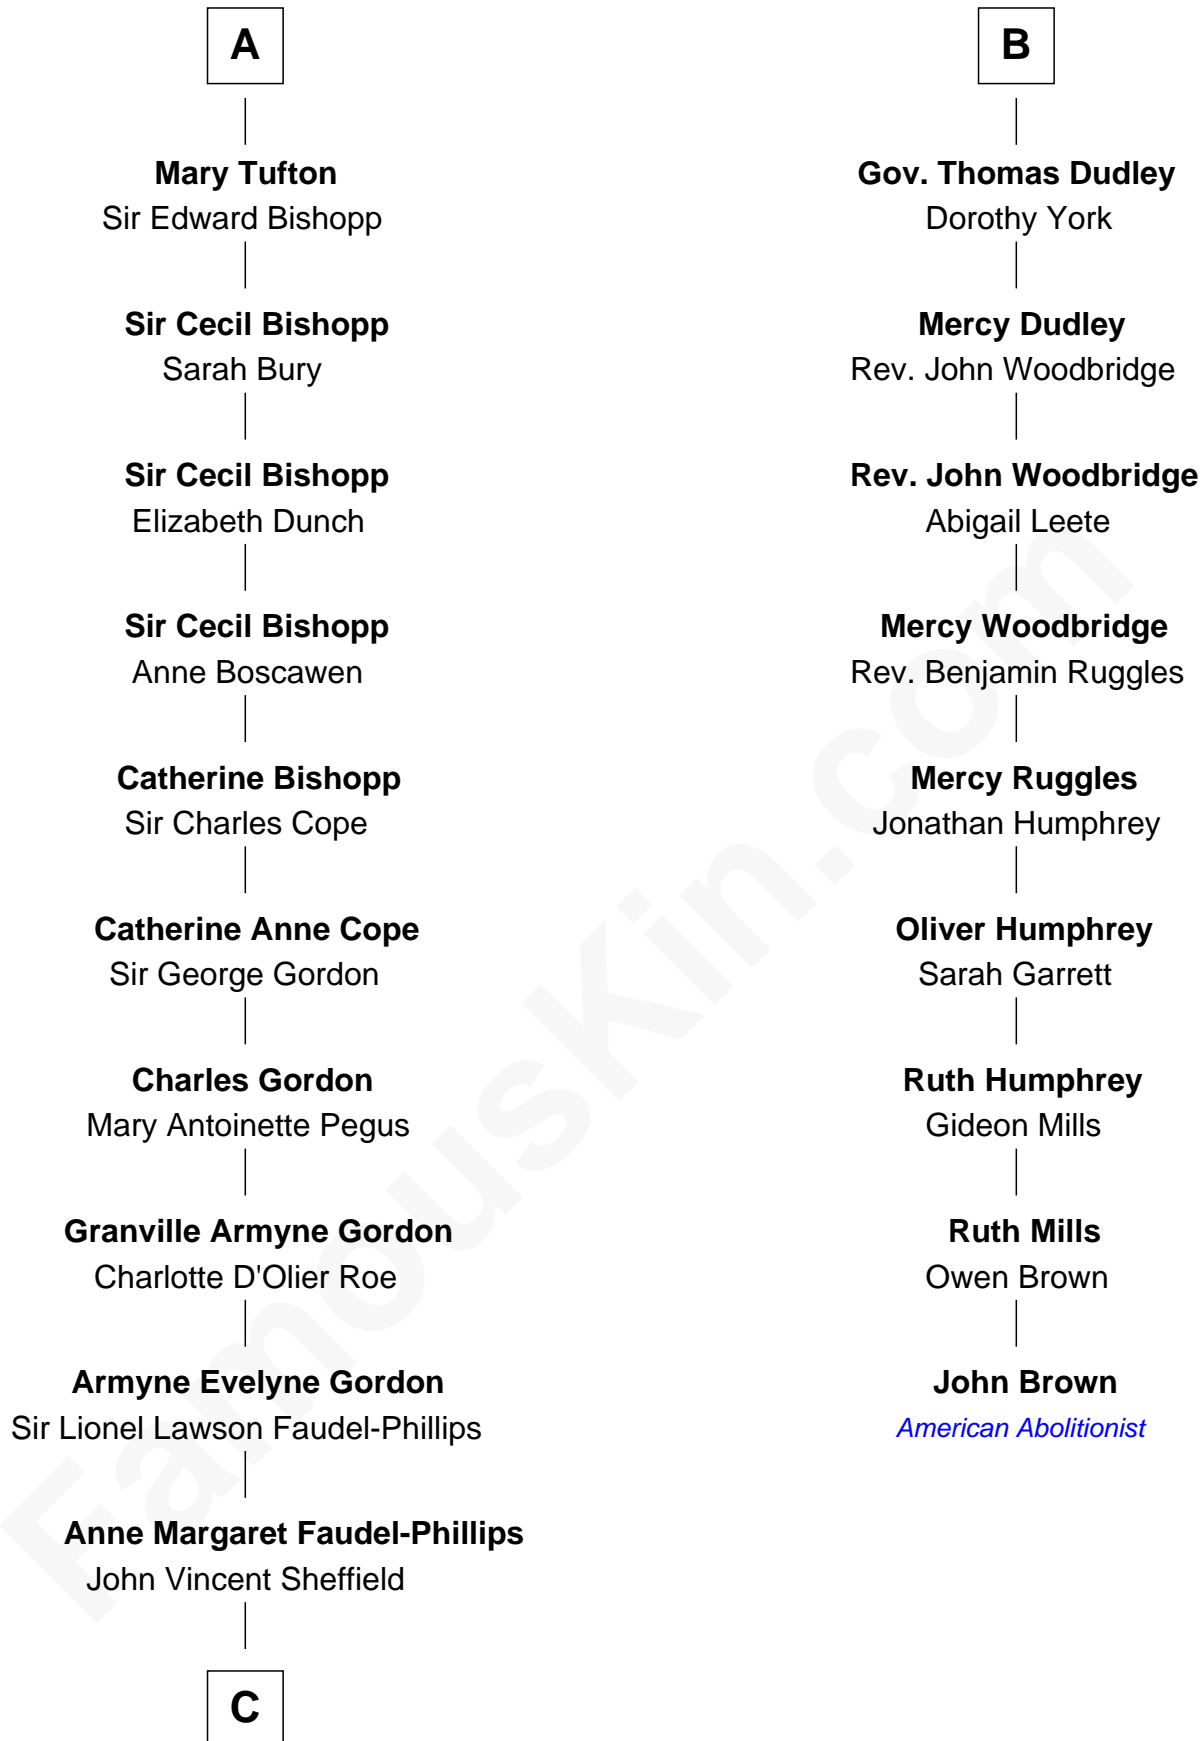 A
Mary Tufton
Sir Edward Bishopp
Sir Cecil Bishopp
Sarah Bury
Sir Cecil Bishopp
Elizabeth Dunch
Sir Cecil Bishopp
Anne Boscawen
Catherine Bishopp
Sir Charles Cope
Catherine Anne Cope
Sir George Gordon
Charles Gordon
Mary Antoinette Pegus
Granville Armyne Gordon
Charlotte D'Olier Roe
Armyne Evelyne Gordon
Sir Lionel Lawson Faudel-Phillips
Anne Margaret Faudel-Phillips
John Vincent Sheffield
C
B
Gov. Thomas Dudley
Dorothy York
Mercy Dudley
Rev. John Woodbridge
Rev. John Woodbridge
Abigail Leete
Mercy Woodbridge
Rev. Benjamin Ruggles
Mercy Ruggles
Jonathan Humphrey
Oliver Humphrey
Sarah Garrett
Ruth Humphrey
Gideon Mills
Ruth Mills
Owen Brown
John Brown
American Abolitionist
FamousKin.com